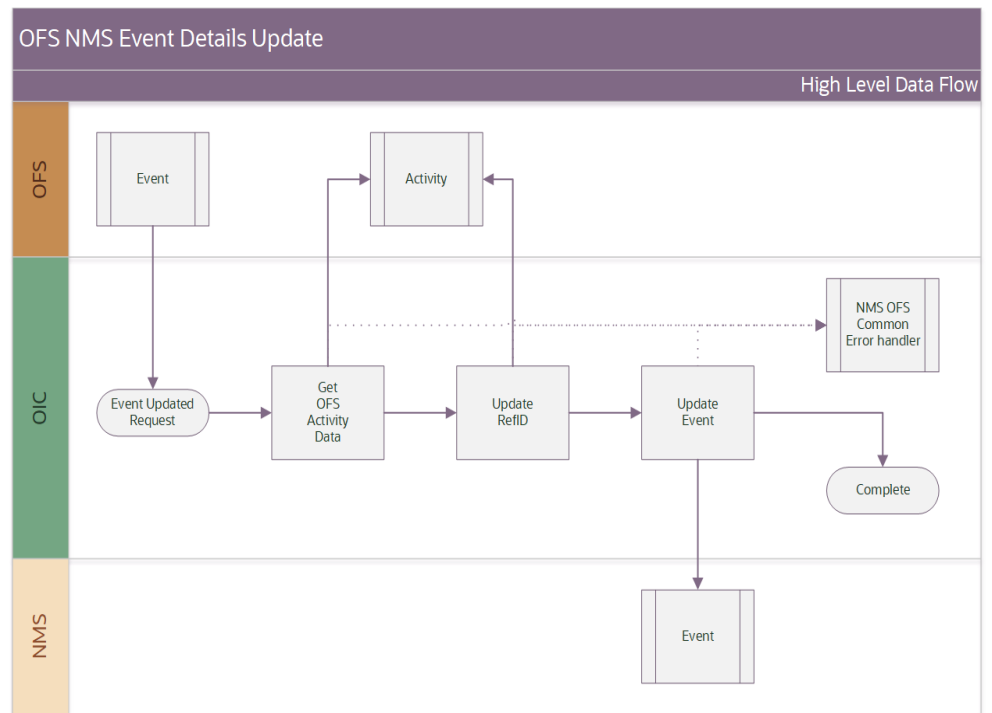 OFS NMS Event Details Update
High Level Data Flow
OFS
Event
Activity
OIC
NMS OFS
Common
Error handler
Event Updated
Request
Get
OFS
Activity
Data
Update
RefID
Update
Event
Complete
NMS
Event